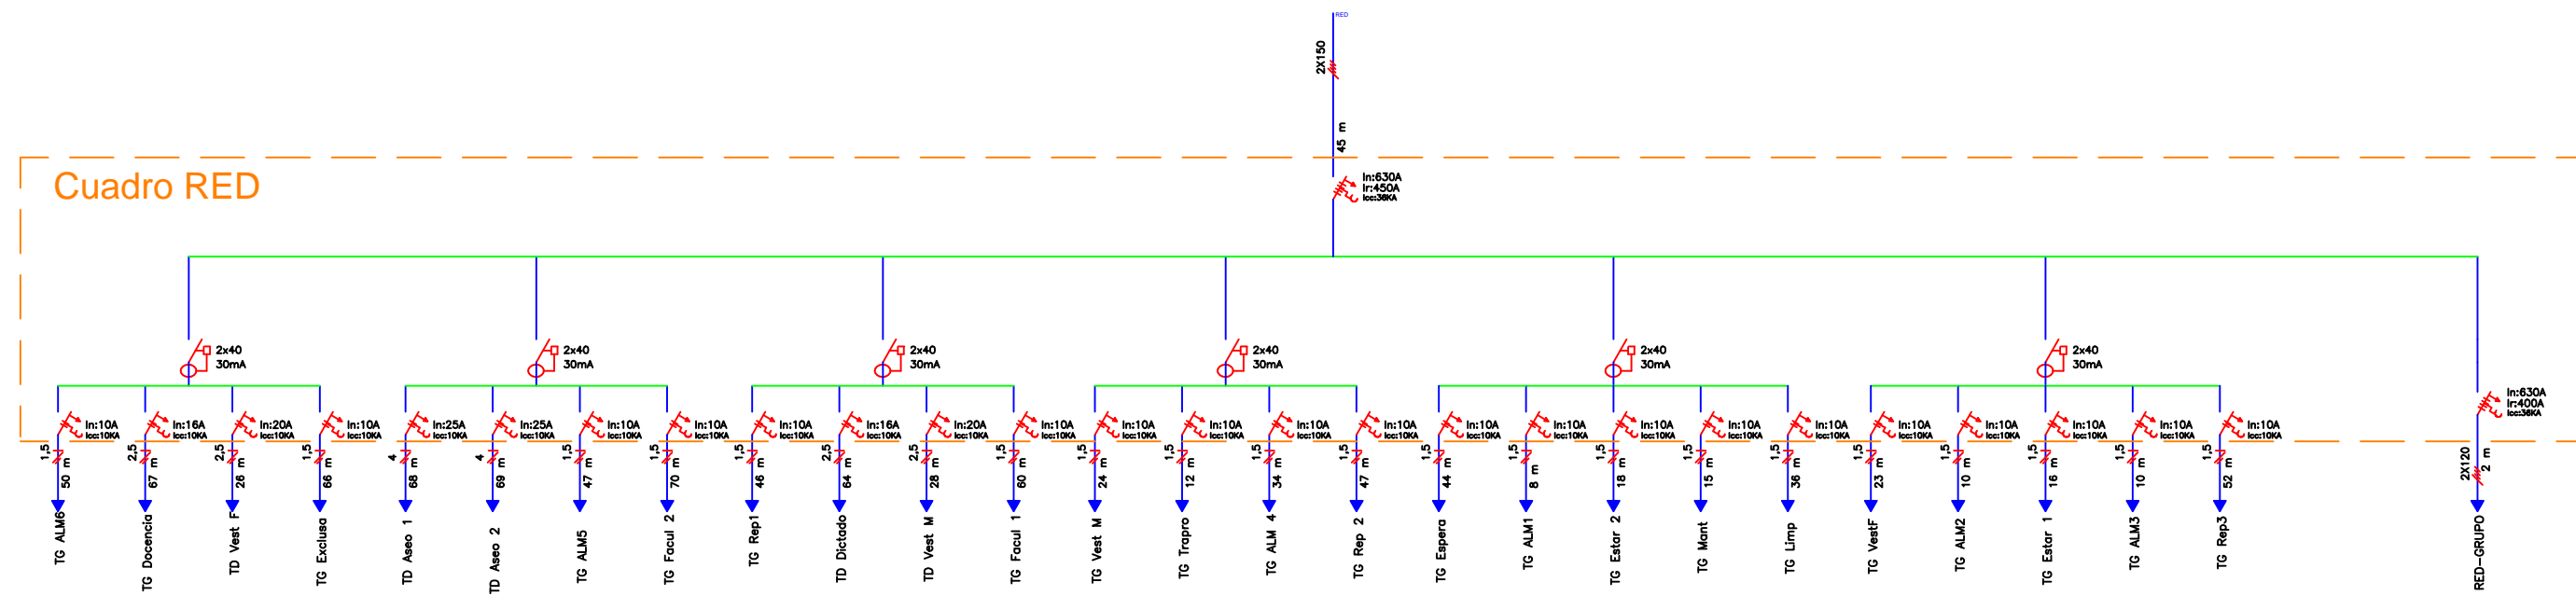 RED
2X150
45 m
Cuadro RED
In:630A
Ir:450A
Icc:36KA
2x40
30mA
2x40
30mA
2x40
30mA
2x40
30mA
2x40
30mA
2x40
30mA
In:630A
Ir:400A
Icc:36KA
In:10A
Icc:10KA
In:16A
Icc:10KA
In:20A
Icc:10KA
In:10A
Icc:10KA
In:25A
Icc:10KA
In:25A
Icc:10KA
In:10A
Icc:10KA
In:10A
Icc:10KA
In:10A
Icc:10KA
In:16A
Icc:10KA
In:20A
Icc:10KA
In:10A
Icc:10KA
In:10A
Icc:10KA
In:10A
Icc:10KA
In:10A
Icc:10KA
In:10A
Icc:10KA
In:10A
Icc:10KA
In:10A
Icc:10KA
In:10A
Icc:10KA
In:10A
Icc:10KA
In:10A
Icc:10KA
In:10A
Icc:10KA
In:10A
Icc:10KA
In:10A
Icc:10KA
In:10A
Icc:10KA
In:10A
Icc:10KA
1,5
50 m
TG ALM6
2,5
67 m
TG Docencia
2,5
26 m
TD Vest F
1,5
66 m
TG Exclusa
4
68 m
TD Aseo 1
4
69 m
TD Aseo 2
1,5
47 m
TG ALM5
1,5
70 m
TG Facul 2
1,5
46 m
TG Rep1
2,5
64 m
TD Dictado
2,5
28 m
TD Vest M
1,5
60 m
TG Facul 1
1,5
24 m
TG Vest M
1,5
12 m
TG Trapro
1,5
34 m
TG ALM 4
1,5
47 m
TG Rep 2
1,5
44 m
TG Espera
1,5
8 m
TG ALM1
1,5
18 m
TG Estar 2
1,5
15 m
TG Mant
1,5
36 m
TG Limp
1,5
23 m
TG VestF
1,5
10 m
TG ALM2
1,5
16 m
TG Estar 1
1,5
10 m
TG ALM3
1,5
52 m
TG Rep3
2X120
2 m
RED-GRUPO